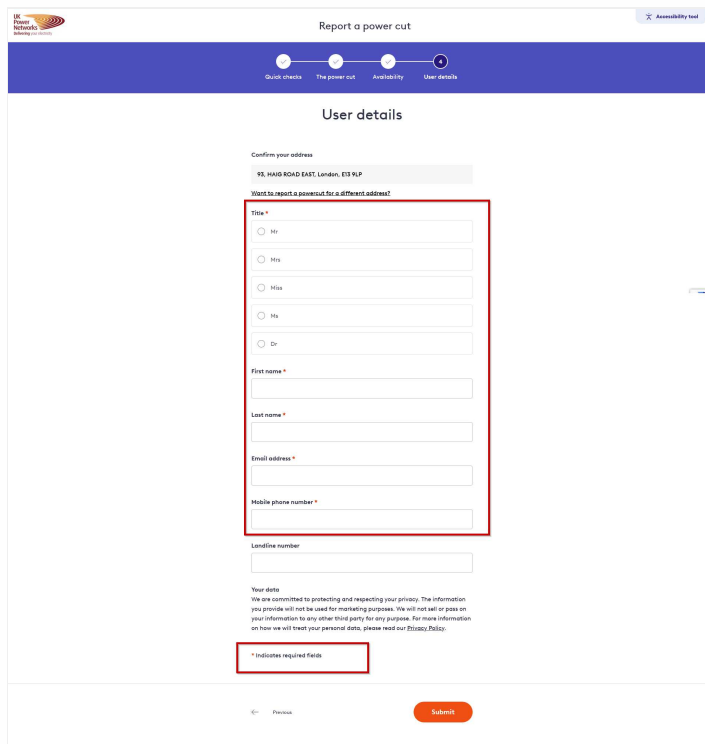 UK
Power
Networks
Delivering your electricity
Report a power cut
Accessibility tool
4
Quick checks
The power cut
Availability
User details
User details
Confirm your address
93, HAIG ROAD EAST, London, E13 9LP
Want to report a powercut for a different address?
Title *
Mr
Mrs
Miss
Ms
Dr
First name *
Last name *
Email address *
Mobile phone number *
Landline number
Your data
We are committed to protecting and respecting your privacy. The information
you provide will not be used for marketing purposes. We will not sell or pass on
your information to any other third party for any purpose. For more information
on how we will treat your personal data, please read our Privacy Policy.
* Indicates required fields
Previous
Submit